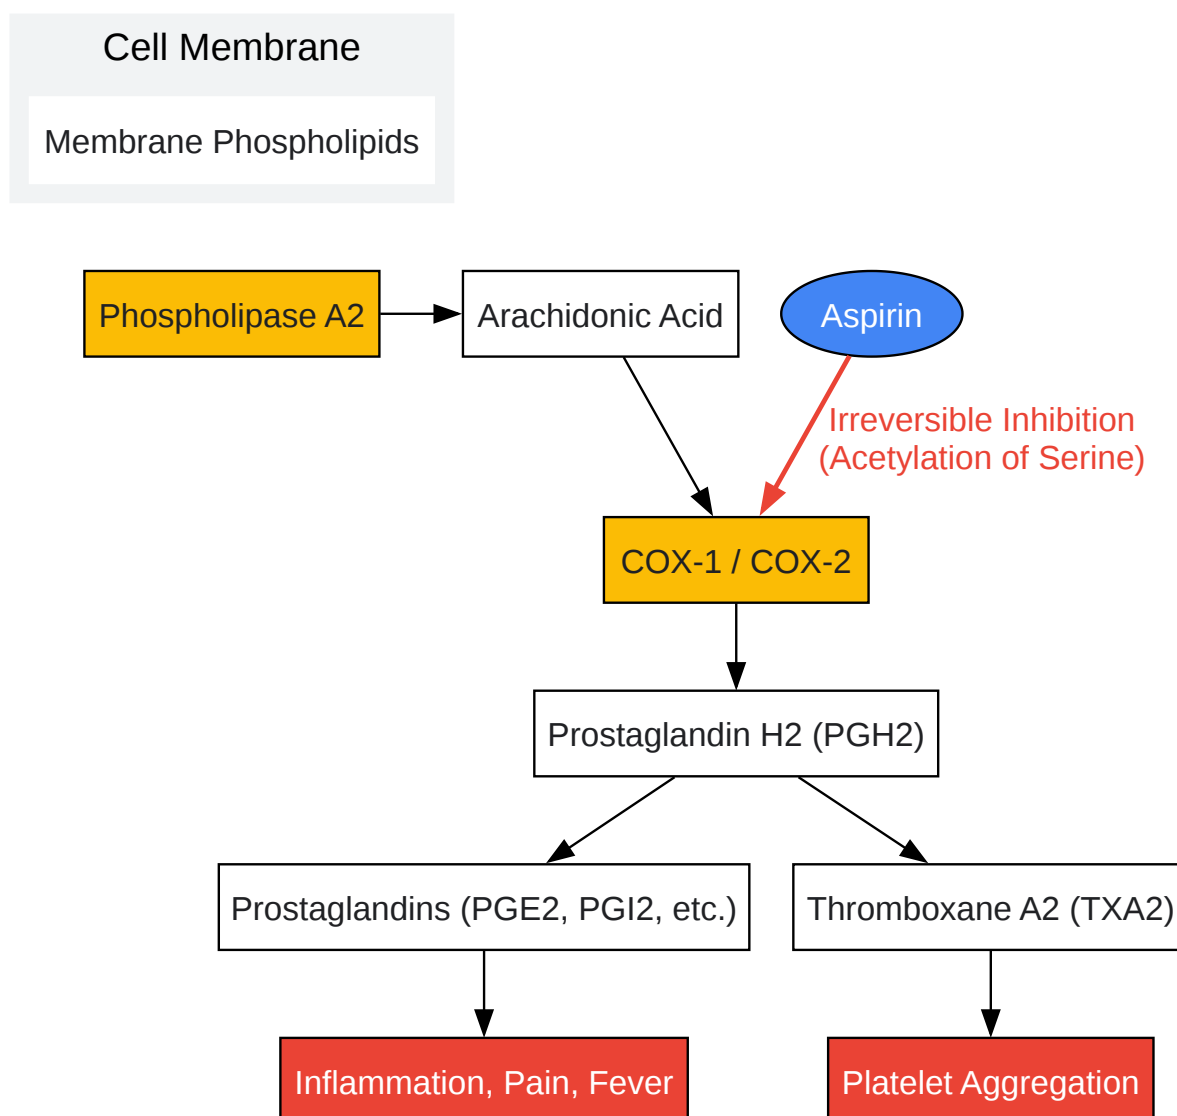 Cell Membrane
Membrane Phospholipids
Phospholipase A2
Arachidonic Acid
Aspirin
Irreversible Inhibition
(Acetylation of Serine)
COX-1 / COX-2
Prostaglandin H2 (PGH2)
Prostaglandins (PGE2, PGI2, etc.)
Thromboxane A2 (TXA2)
Inflammation, Pain, Fever
Platelet Aggregation